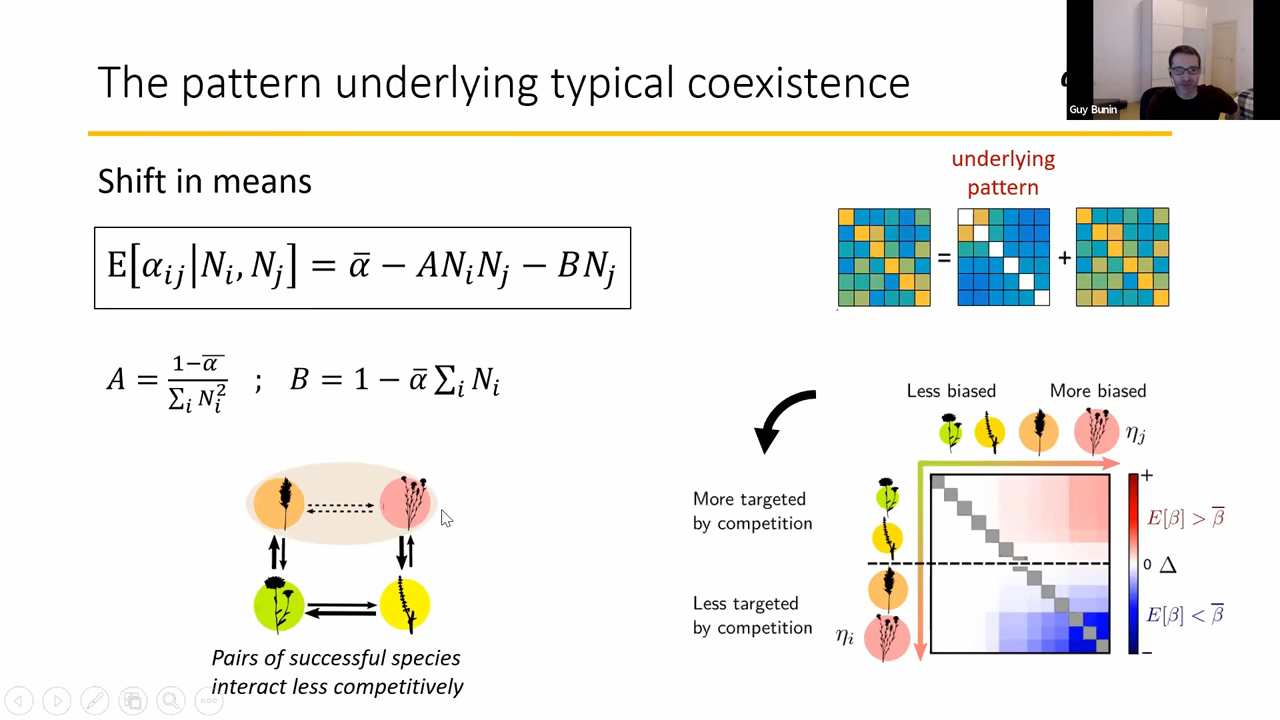 The pattern underlying typical coexistence
Guy Bunin
Shift in means
underlying
pattern
E[α_ij|N_i, N_j] = ᾱ − AN_iN_j − BN_j
= +
A = (1−ᾱ)/(∑_i N_i^2) ; B = 1 − ᾱ ∑_i N_i
Less biased More biased
η_j
More targeted
by competition
Less targeted
by competition
η_i
+
E[β] > β̅
0 Δ
E[β] < β̅
−
Pairs of successful species
interact less competitively